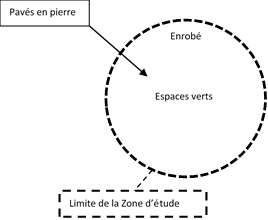 Pavés en pierre
Enrobé
Espaces verts
Limite de la Zone d'étude